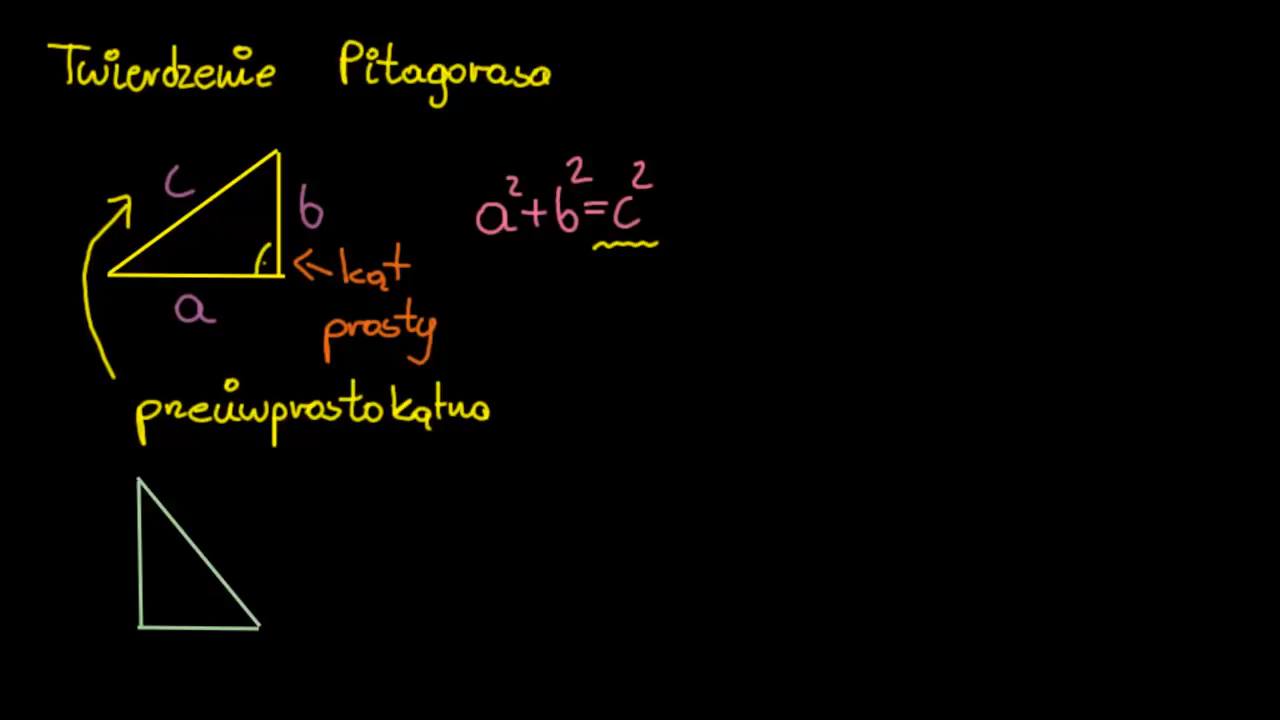 Twierdzenie Pitagorasa
c
b
a² + b² = c²
← kąt
prosty
a
przeciwprostokątna